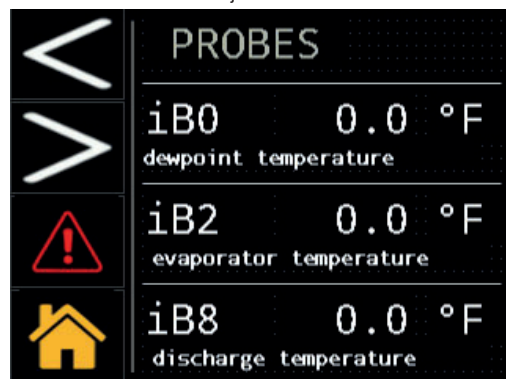 PROBES
iB0 0.0 °F
dewpoint temperature
iB2 0.0 °F
evaporator temperature
iB8 0.0 °F
discharge temperature